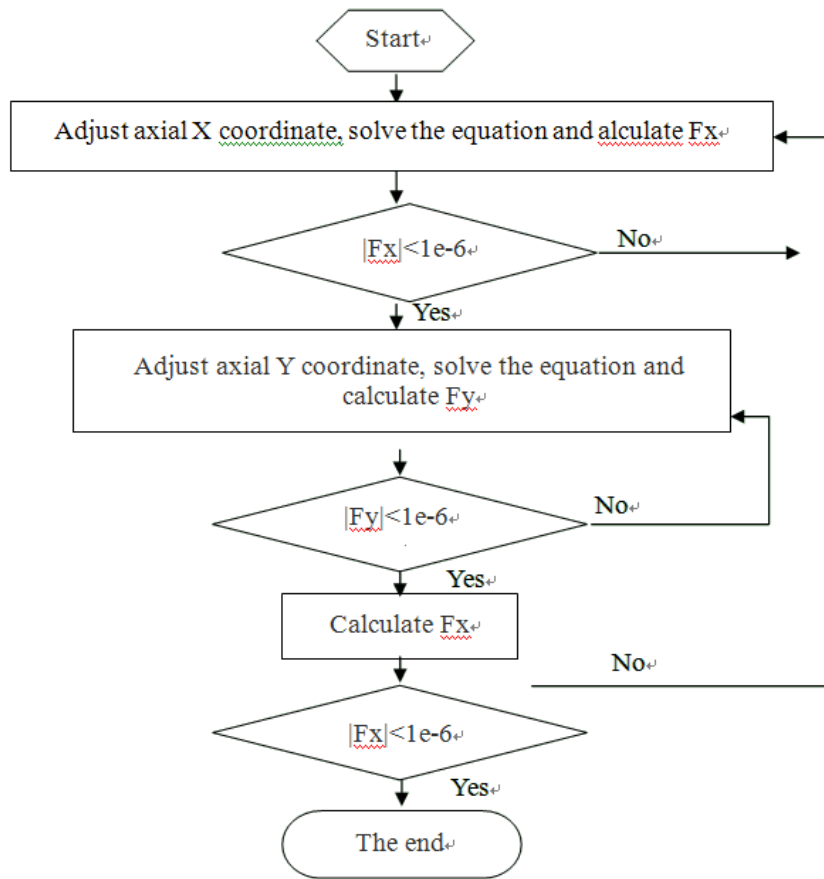 Start
Adjust axial X coordinate, solve the equation and alculate Fx
|Fx|<1e-6
No
Yes
Adjust axial Y coordinate, solve the equation and
calculate Fy
|Fy|<1e-6
No
Yes
Calculate Fx
No
|Fx|<1e-6
Yes
The end